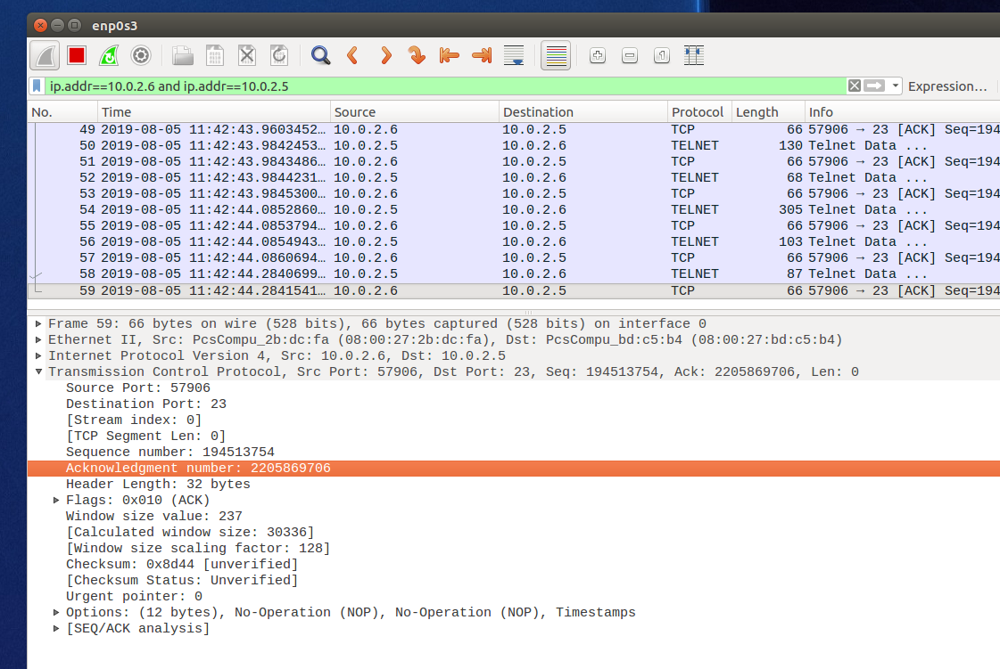 enp0s3
ip.addr==10.0.2.6 and ip.addr==10.0.2.5 Expression…
No. Time Source Destination Protocol Length Info
49 2019-08-05 11:42:43.9603452… 10.0.2.6 10.0.2.5 TCP 66 57906 → 23 [ACK] Seq=194
50 2019-08-05 11:42:43.9842453… 10.0.2.5 10.0.2.6 TELNET 130 Telnet Data ...
51 2019-08-05 11:42:43.9843486… 10.0.2.6 10.0.2.5 TCP 66 57906 → 23 [ACK] Seq=194
52 2019-08-05 11:42:43.9844231… 10.0.2.5 10.0.2.6 TELNET 68 Telnet Data ...
53 2019-08-05 11:42:43.9845300… 10.0.2.6 10.0.2.5 TCP 66 57906 → 23 [ACK] Seq=194
54 2019-08-05 11:42:44.0852860… 10.0.2.5 10.0.2.6 TELNET 305 Telnet Data ...
55 2019-08-05 11:42:44.0853794… 10.0.2.6 10.0.2.5 TCP 66 57906 → 23 [ACK] Seq=194
56 2019-08-05 11:42:44.0854943… 10.0.2.5 10.0.2.6 TELNET 103 Telnet Data ...
57 2019-08-05 11:42:44.0860694… 10.0.2.6 10.0.2.5 TCP 66 57906 → 23 [ACK] Seq=194
58 2019-08-05 11:42:44.2840699… 10.0.2.5 10.0.2.6 TELNET 87 Telnet Data ...
59 2019-08-05 11:42:44.2841541… 10.0.2.6 10.0.2.5 TCP 66 57906 → 23 [ACK] Seq=194
Frame 59: 66 bytes on wire (528 bits), 66 bytes captured (528 bits) on interface 0
Ethernet II, Src: PcsCompu_2b:dc:fa (08:00:27:2b:dc:fa), Dst: PcsCompu_bd:c5:b4 (08:00:27:bd:c5:b4)
Internet Protocol Version 4, Src: 10.0.2.6, Dst: 10.0.2.5
Transmission Control Protocol, Src Port: 57906, Dst Port: 23, Seq: 194513754, Ack: 2205869706, Len: 0
Source Port: 57906
Destination Port: 23
[Stream index: 0]
[TCP Segment Len: 0]
Sequence number: 194513754
Acknowledgment number: 2205869706
Header Length: 32 bytes
Flags: 0x010 (ACK)
Window size value: 237
[Calculated window size: 30336]
[Window size scaling factor: 128]
Checksum: 0x8d44 [unverified]
[Checksum Status: Unverified]
Urgent pointer: 0
Options: (12 bytes), No-Operation (NOP), No-Operation (NOP), Timestamps
[SEQ/ACK analysis]